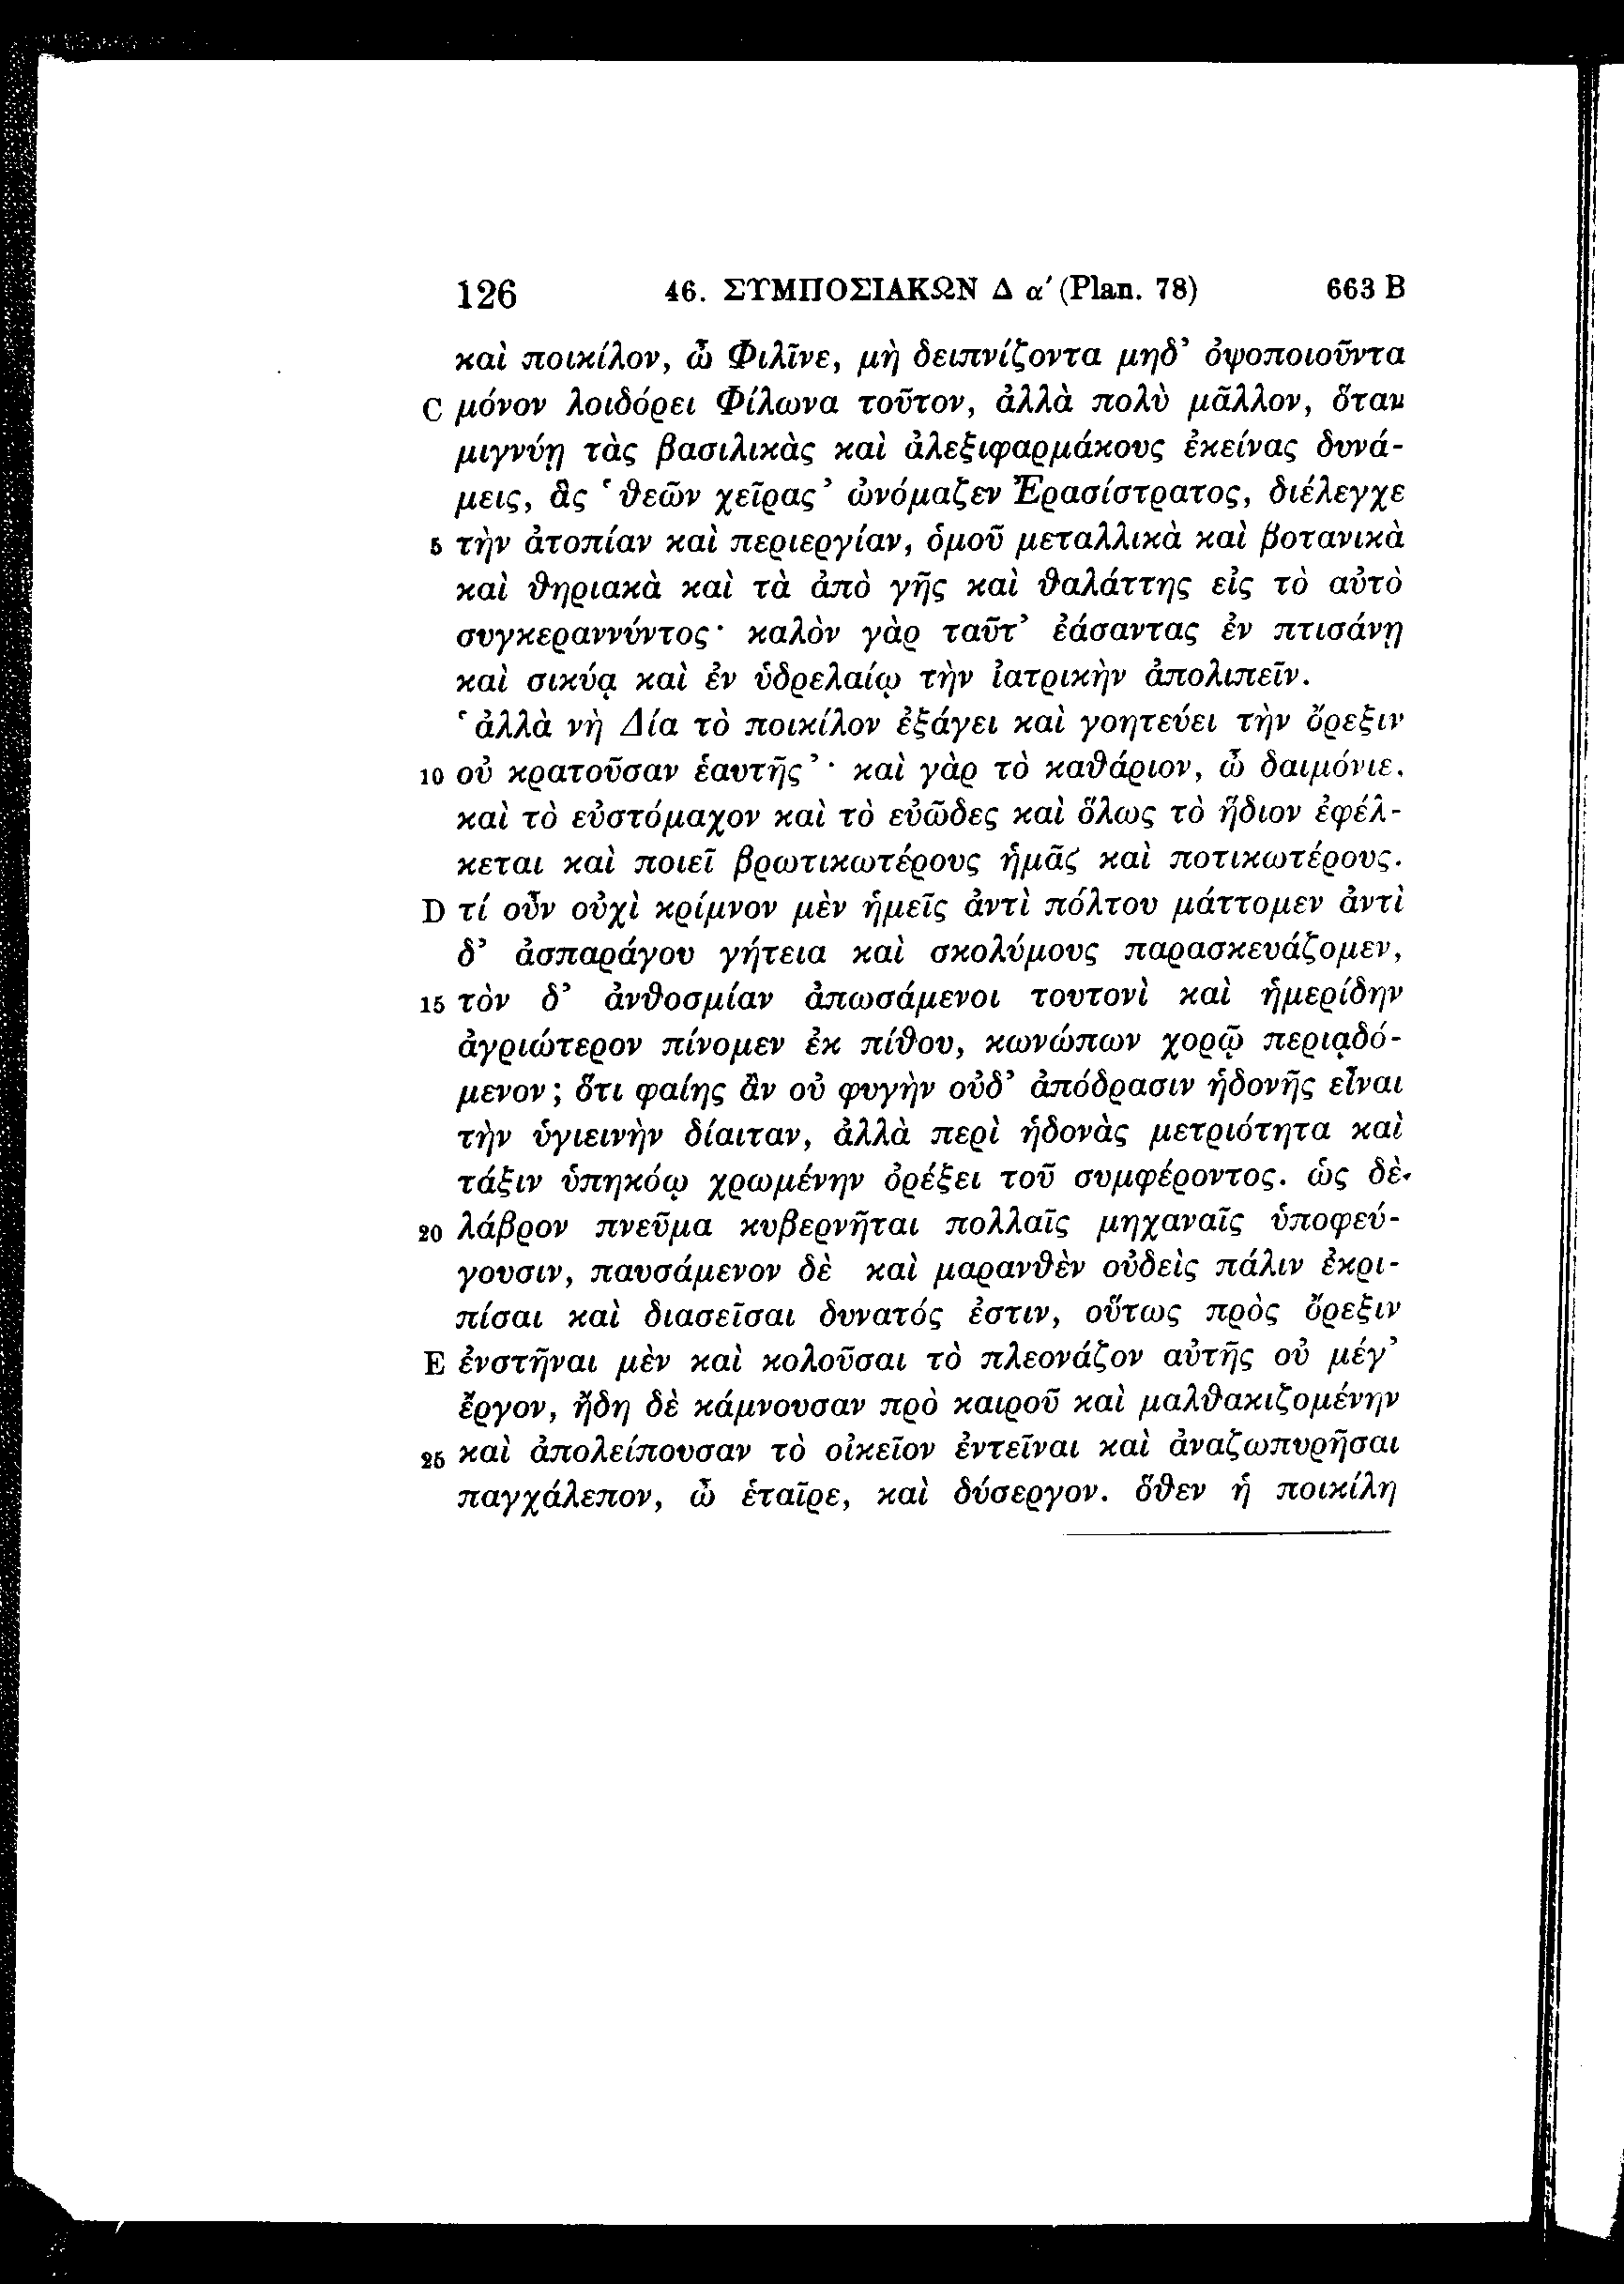 126 46. ΣΥΜΠΟΣΙΑΚΩΝ Δ α′ (Plan. 78) 663 B
καὶ ποικίλον, ὦ Φιλῖνε, μὴ δειπνίζοντα μηδ’ ὀψοποιοῦντα
C μόνον λοιδόρει Φίλωνα τοῦτον, ἀλλὰ πολὺ μᾶλλον, ὅταν
μιγνύῃ τὰς βασιλικὰς καὶ ἀλεξιφαρμάκους ἐκείνας δυνά-
μεις, ἃς ‘θεῶν χεῖρας’ ὠνόμαζεν Ἐρασίστρατος, διέλεγχε
5 τὴν ἀτοπίαν καὶ περιεργίαν, ὁμοῦ μεταλλικὰ καὶ βοτανικὰ
καὶ θηριακὰ καὶ τὰ ἀπὸ γῆς καὶ θαλάττης εἰς τὸ αὐτὸ
συγκεραννύντος· καλὸν γὰρ ταῦτ’ ἐάσαντας ἐν πτισάνῃ
καὶ σικύᾳ καὶ ἐν ὑδρελαίῳ τὴν ἰατρικὴν ἀπολιπεῖν.
‘ἀλλὰ νὴ Δία τὸ ποικίλον ἐξάγει καὶ γοητεύει τὴν ὄρεξιν
10 οὐ κρατοῦσαν ἑαυτῆς’· καὶ γὰρ τὸ καθάριον, ὦ δαιμόνιε,
καὶ τὸ εὐστόμαχον καὶ τὸ εὐῶδες καὶ ὅλως τὸ ἥδιον ἐφέλ-
κεται καὶ ποιεῖ βρωτικωτέρους ἡμᾶς καὶ ποτικωτέρους.
D τί οὖν οὐχὶ κρίμνον μὲν ἡμεῖς ἀντὶ πόλτου μάττομεν ἀντὶ
δ’ ἀσπαράγου γήτεια καὶ σκολύμους παρασκευάζομεν,
15 τὸν δ’ ἀνθοσμίαν ἀπωσάμενοι τουτονὶ καὶ ἡμερίδην
ἀγριώτερον πίνομεν ἐκ πίθου, κωνώπων χορῷ περιᾳδό-
μενον; ὅτι φαίης ἂν οὐ φυγὴν οὐδ’ ἀπόδρασιν ἡδονῆς εἶναι
τὴν ὑγιεινὴν δίαιταν, ἀλλὰ περὶ ἡδονὰς μετριότητα καὶ
τάξιν ὑπηκόῳ χρωμένην ὀρέξει τοῦ συμφέροντος. ὡς δὲ
20 λάβρον πνεῦμα κυβερνῆται πολλαῖς μηχαναῖς ὑποφεύ-
γουσιν, παυσάμενον δὲ καὶ μαρανθὲν οὐδεὶς πάλιν ἐκρι-
πίσαι καὶ διασεῖσαι δυνατός ἐστιν, οὕτως πρὸς ὄρεξιν
E ἐνστῆναι μὲν καὶ κολοῦσαι τὸ πλεονάζον αὐτῆς οὐ μέγ’
ἔργον, ἤδη δὲ κάμνουσαν πρὸ καιροῦ καὶ μαλθακιζομένην
25 καὶ ἀπολείπουσαν τὸ οἰκεῖον ἐντεῖναι καὶ ἀναζωπυρῆσαι
παγχάλεπον, ὦ ἑταῖρε, καὶ δύσεργον. ὅθεν ἡ ποικίλη